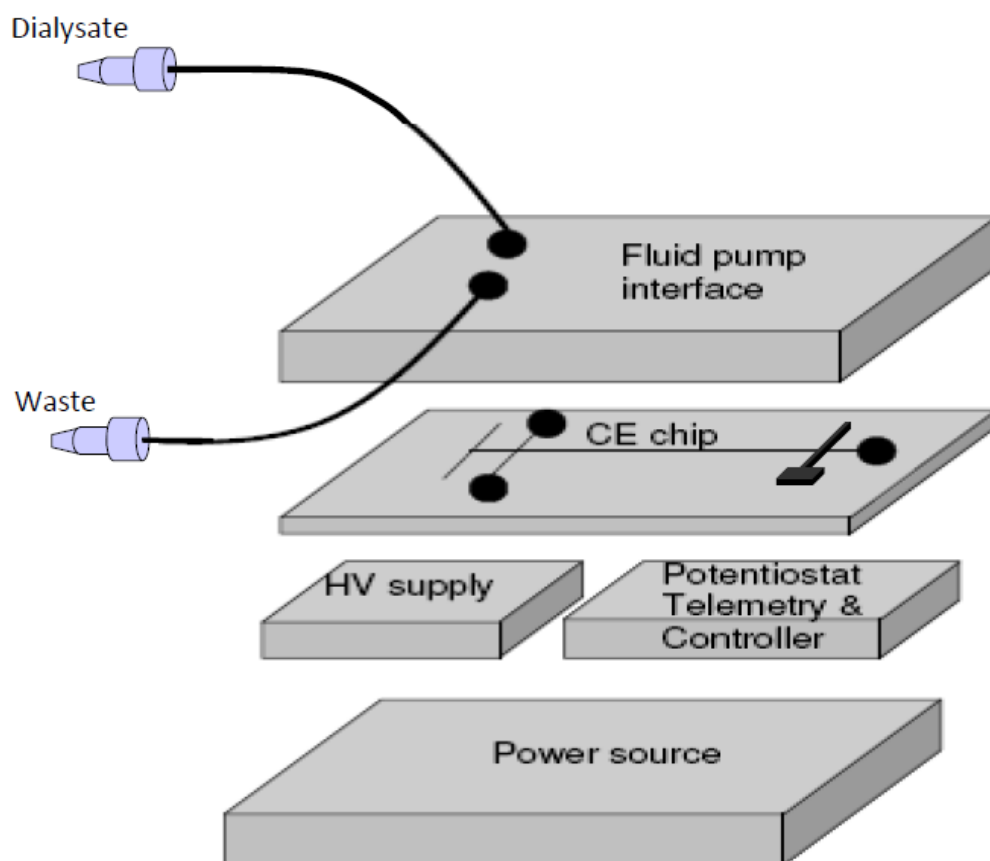 Dialysate
Fluid pump
interface
Waste
CE chip
HV supply
Potentiostat
Telemetry &
Controller
Power source